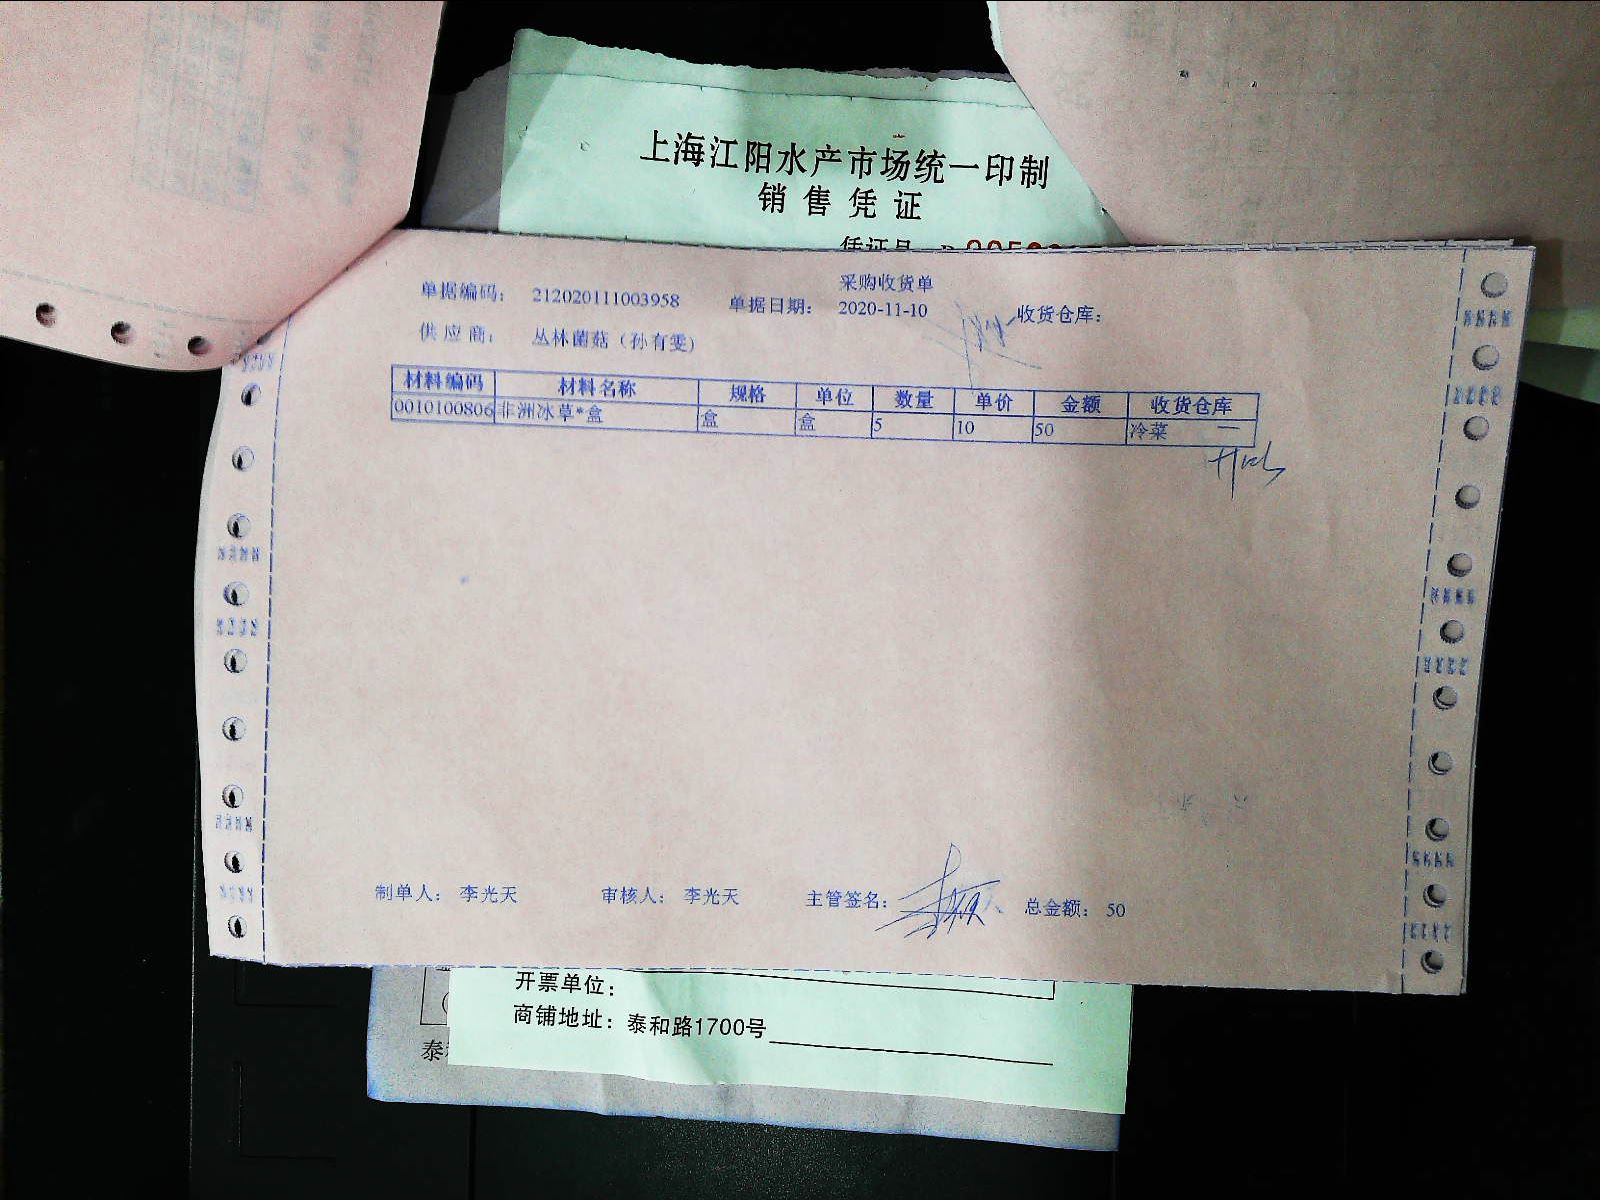 上海江阳水产市场统一印制
销售凭证
凭证号
采购收货单
单据编码： 212020111003958 单据日期： 2020-11-10 收货仓库：
供应商： 丛林菌菇（孙有雯）
材料编码 材料名称 规格 单位 数量 单价 金额 收货仓库
0010100806 非洲冰草*盒 盒 盒 5 10 50 冷菜
制单人： 李光天 审核人： 李光天 主管签名： 总金额： 50
开票单位：
商铺地址：泰和路1700号
泰